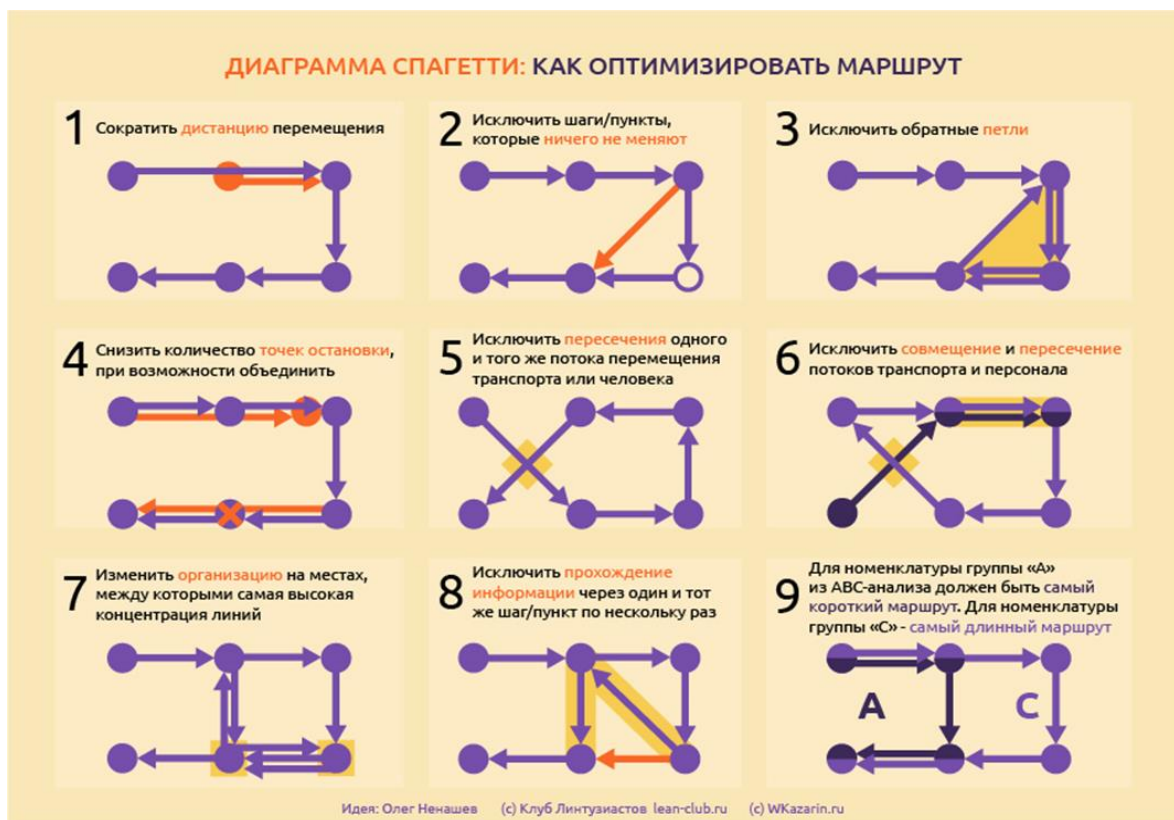 ДИАГРАММА СПАГЕТТИ: КАК ОПТИМИЗИРОВАТЬ МАРШРУТ
1 Сократить дистанцию перемещения
2 Исключить шаги/пункты,
которые ничего не меняют
3 Исключить обратные петли
4 Снизить количество точек остановки,
при возможности объединить
5 Исключить пересечения одного
и того же потока перемещения
транспорта или человека
6 Исключить совмещение и пересечение
потоков транспорта и персонала
7 Изменить организацию на местах,
между которыми самая высокая
концентрация линий
8 Исключить прохождение
информации через один и тот
же шаг/пункт по нескольку раз
9 Для номенклатуры группы «А»
из АВС-анализа должен быть самый
короткий маршрут. Для номенклатуры
группы «С» - самый длинный маршрут
А
С
Идея: Олег Ненашев (с) Клуб Линтузиастов lean-club.ru (с) WKazarin.ru